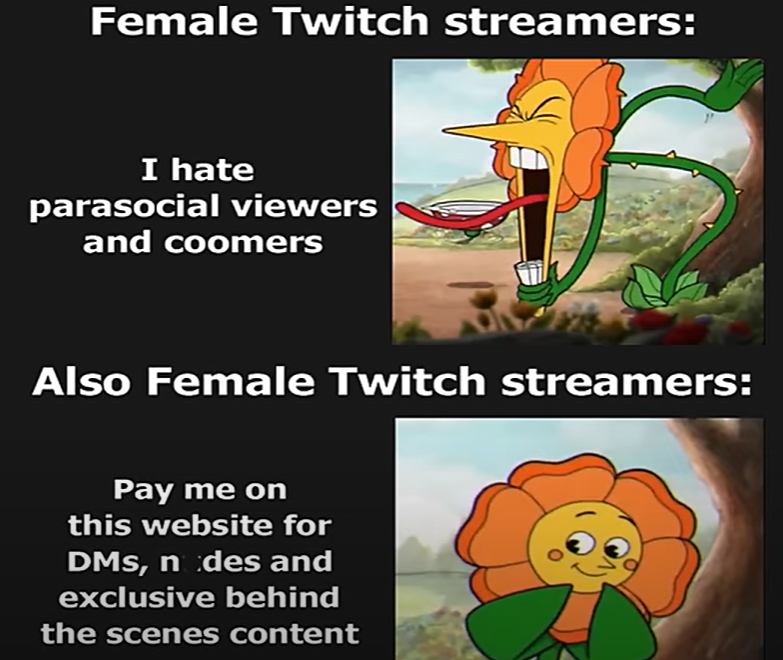 Female Twitch streamers:
I hate
parasocial viewers
and coomers
Also Female Twitch streamers:
Pay me on
this website for
DMs, n :des and
exclusive behind
the scenes content